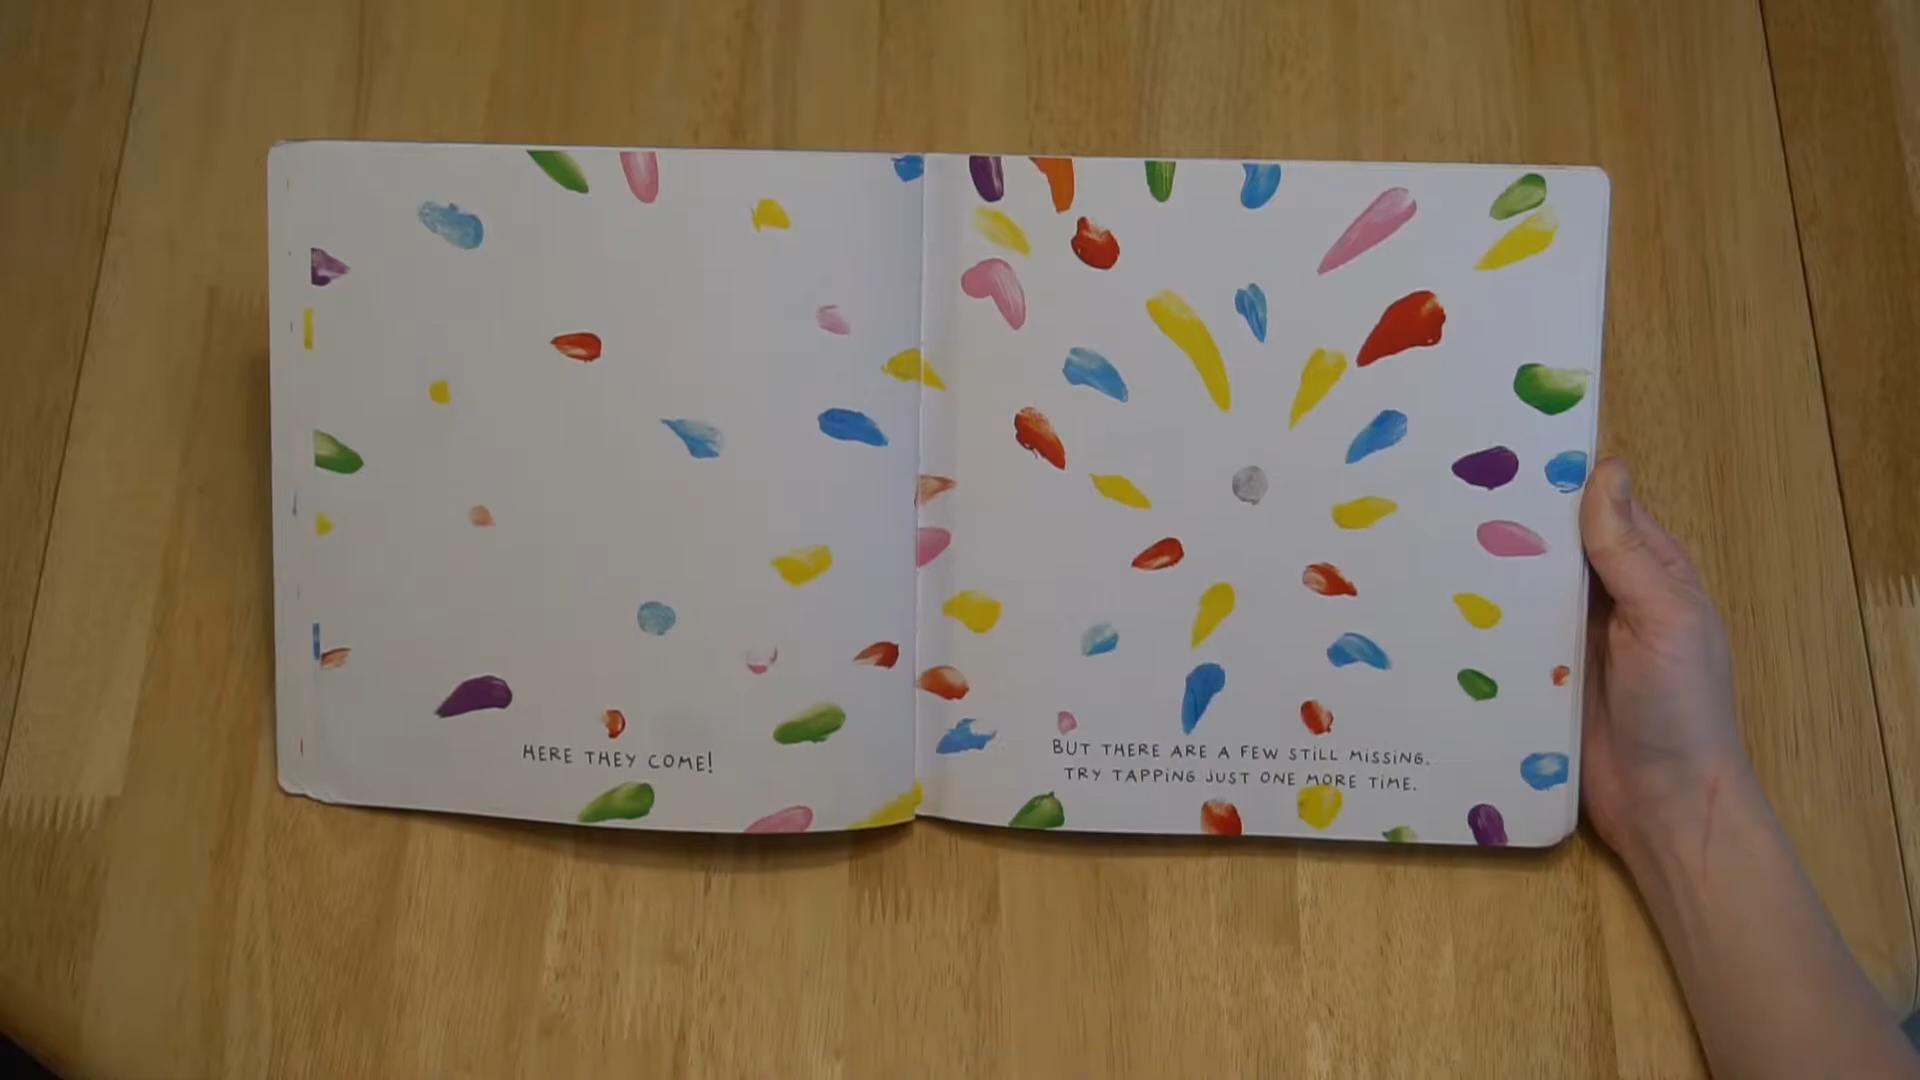 HERE THEY COME!
BUT THERE ARE A FEW STILL MISSING.
TRY TAPPING JUST ONE MORE TIME.